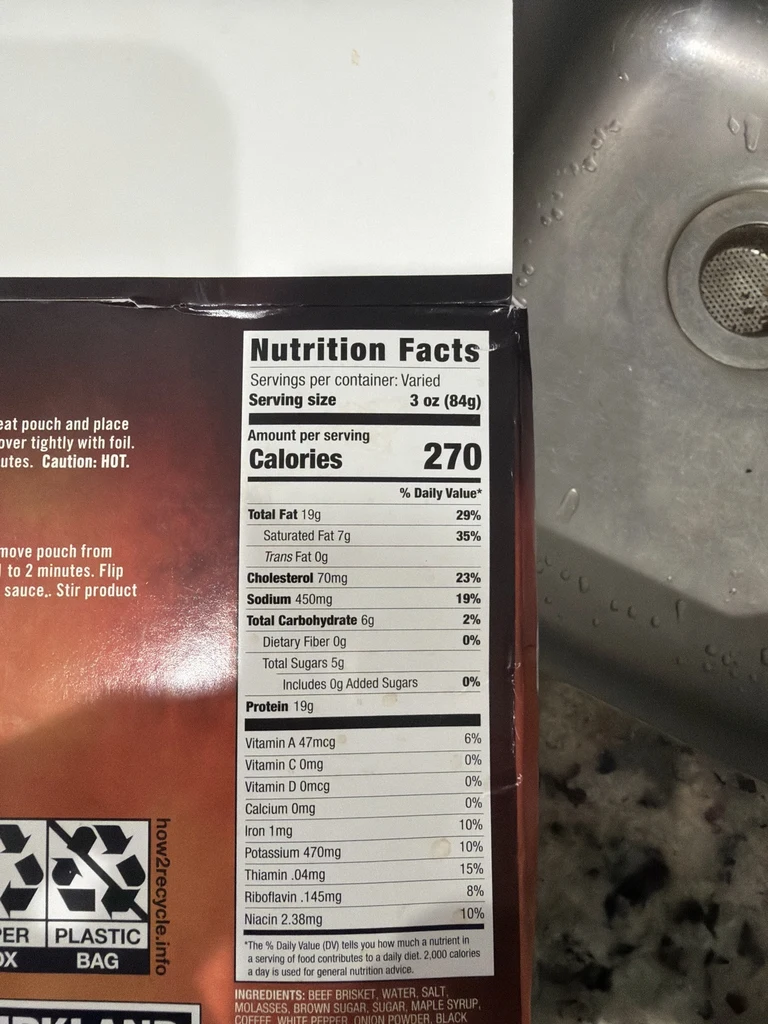 eat pouch and place
over tightly with foil.
utes. Caution: HOT.
move pouch from
to 2 minutes. Flip
sauce,. Stir product
PER
OX
PLASTIC
BAG
how2recycle.info
Nutrition Facts
Servings per container: Varied
Serving size 3 oz (84g)
Amount per serving
Calories 270
% Daily Value*
Total Fat 19g 29%
Saturated Fat 7g 35%
Trans Fat 0g
Cholesterol 70mg 23%
Sodium 450mg 19%
Total Carbohydrate 6g 2%
Dietary Fiber 0g 0%
Total Sugars 5g
Includes 0g Added Sugars 0%
Protein 19g
Vitamin A 47mcg 6%
Vitamin C 0mg 0%
Vitamin D 0mcg 0%
Calcium 0mg 0%
Iron 1mg 10%
Potassium 470mg 10%
Thiamin .04mg 15%
Riboflavin .145mg 8%
Niacin 2.38mg 10%
*The % Daily Value (DV) tells you how much a nutrient in
a serving of food contributes to a daily diet. 2,000 calories
a day is used for general nutrition advice.
INGREDIENTS: BEEF BRISKET, WATER, SALT,
MOLASSES, BROWN SUGAR, SUGAR, MAPLE SYRUP,
COFFEE, WHITE PEPPER, ONION POWDER, BLACK